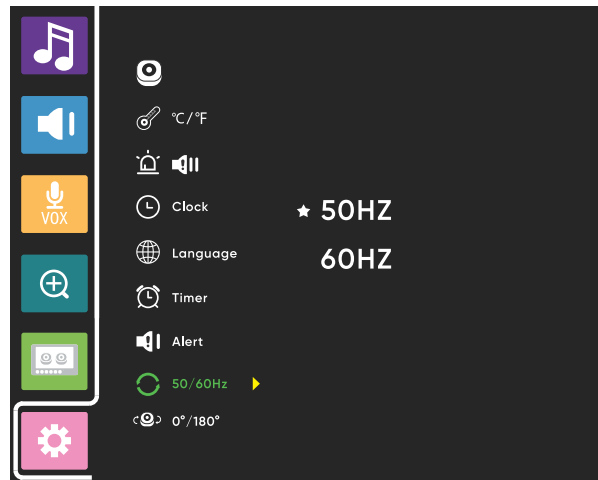 VOX
°C/°F
Clock
Language
Timer
Alert
50/60Hz
0°/180°
50HZ
60HZ